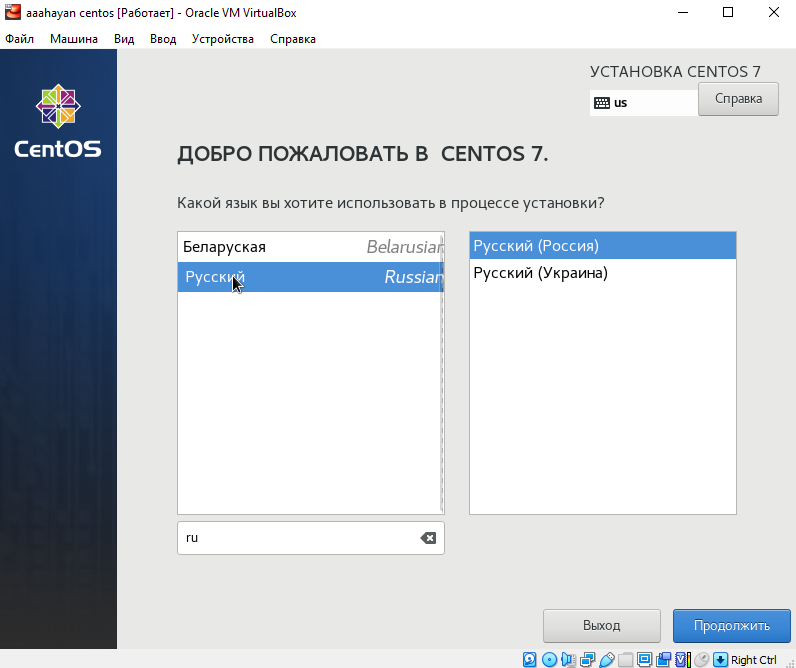 aaahayan centos [Работает] - Oracle VM VirtualBox
Файл Машина Вид Ввод Устройства Справка
УСТАНОВКА CENTOS 7
us Справка
CentOS
ДОБРО ПОЖАЛОВАТЬ В CENTOS 7.
Какой язык вы хотите использовать в процессе установки?
Беларуская Belarusian
Русский Russian
Русский (Россия)
Русский (Украина)
ru
Выход Продолжить
Right Ctrl